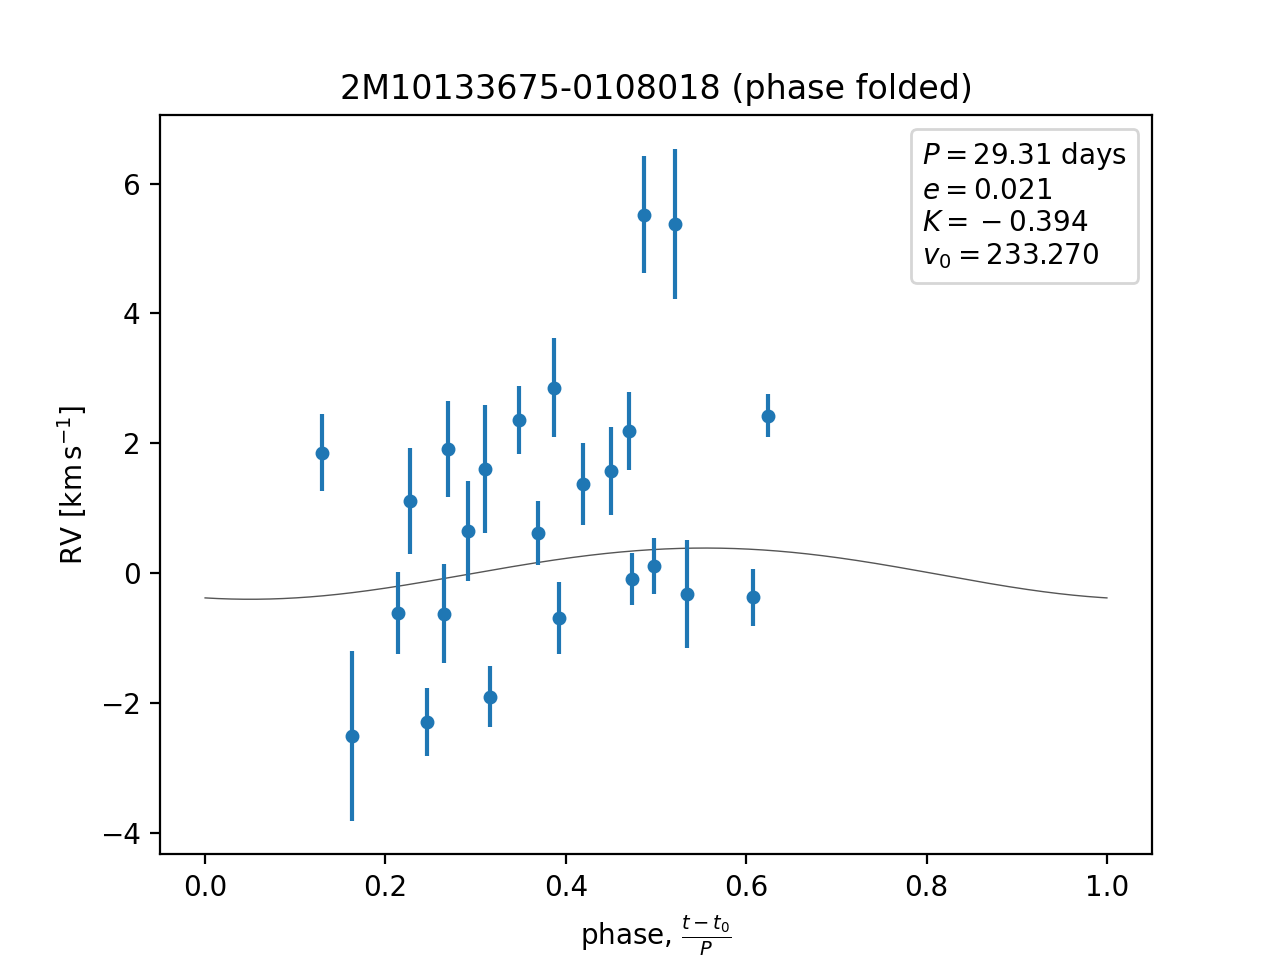 2M10133675-0108018 (phase folded)
P = 29.31 days
e = 0.021
K = −0.394
v₀ = 233.270
6
4
2
0
−2
−4
RV [km s⁻¹]
0.0 0.2 0.4 0.6 0.8 1.0
phase, (t − t₀)/P